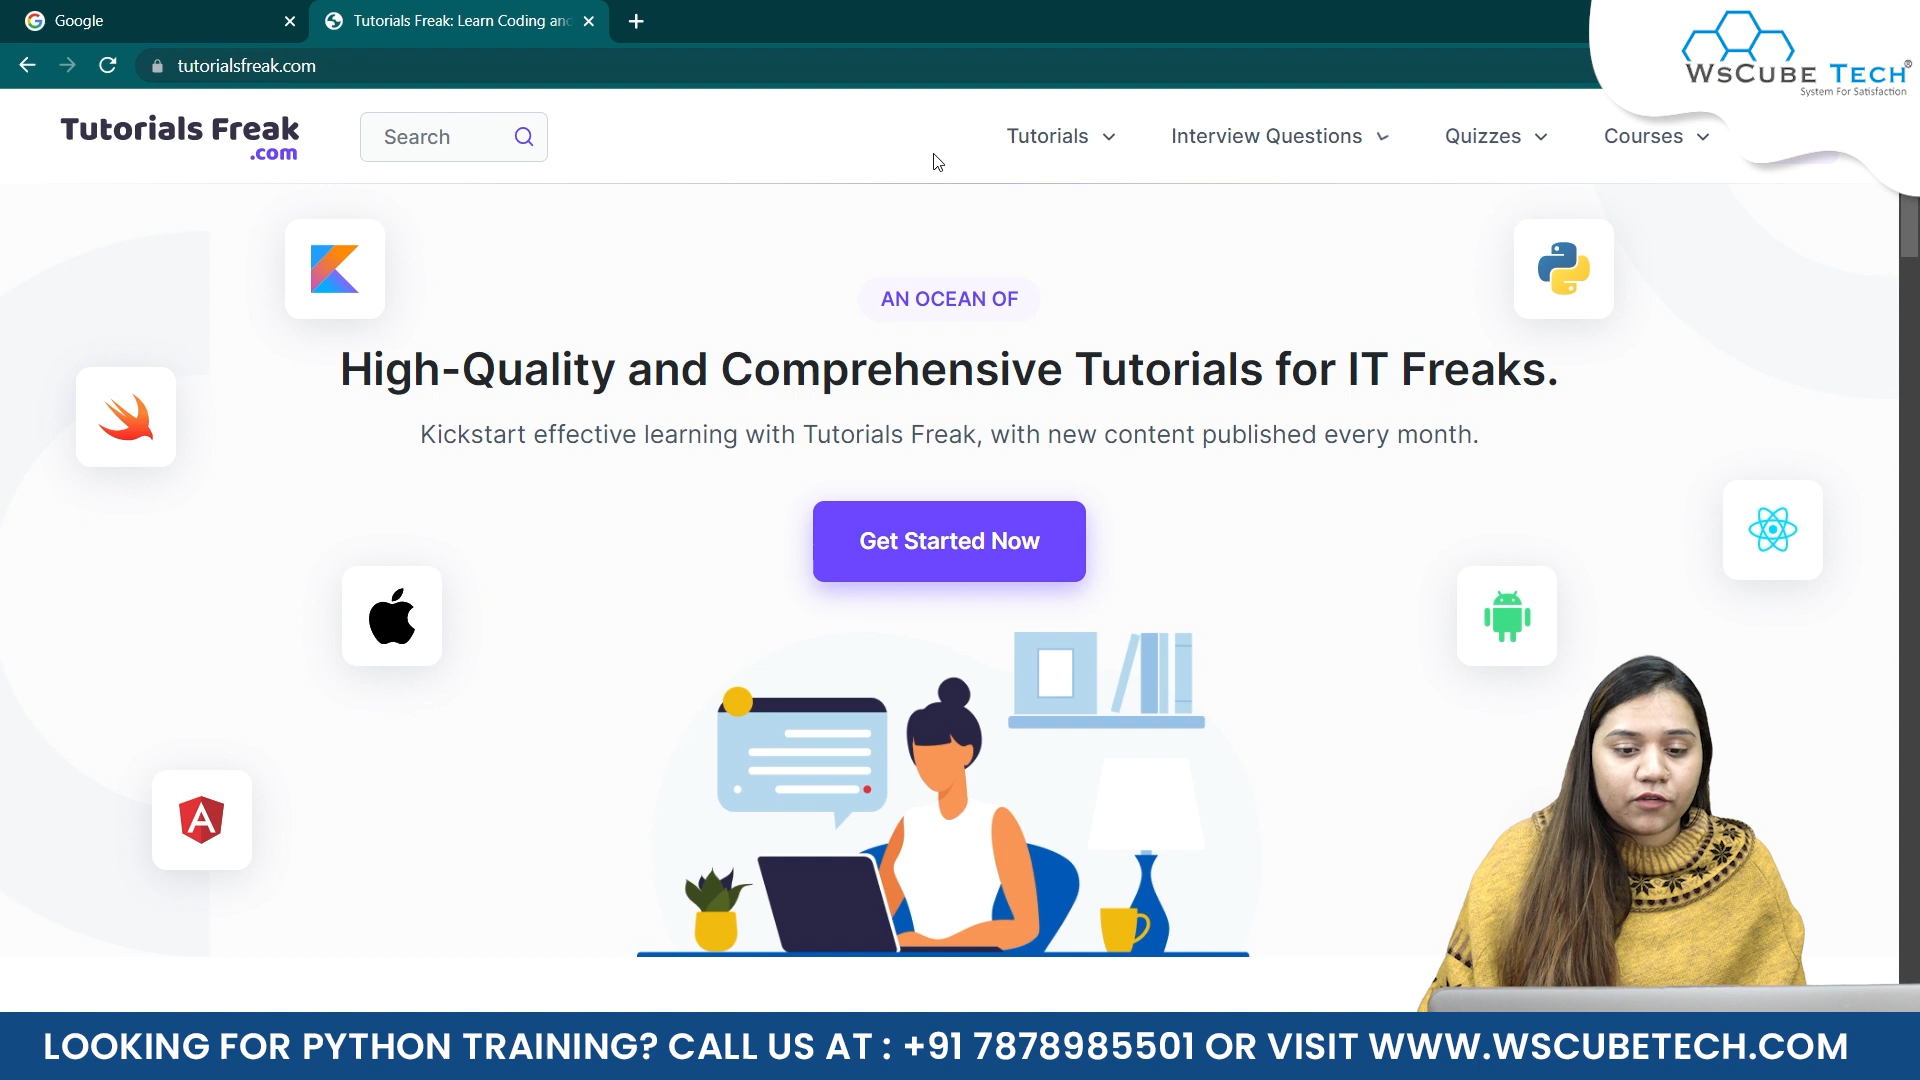 Google
Tutorials Freak: Learn Coding and
tutorialsfreak.com
WsCube Tech®
System For Satisfaction
Tutorials Freak
.com
Search
Tutorials
Interview Questions
Quizzes
Courses
AN OCEAN OF
High-Quality and Comprehensive Tutorials for IT Freaks.
Kickstart effective learning with Tutorials Freak, with new content published every month.
Get Started Now
LOOKING FOR PYTHON TRAINING? CALL US AT : +91 7878985501 OR VISIT WWW.WSCUBETECH.COM